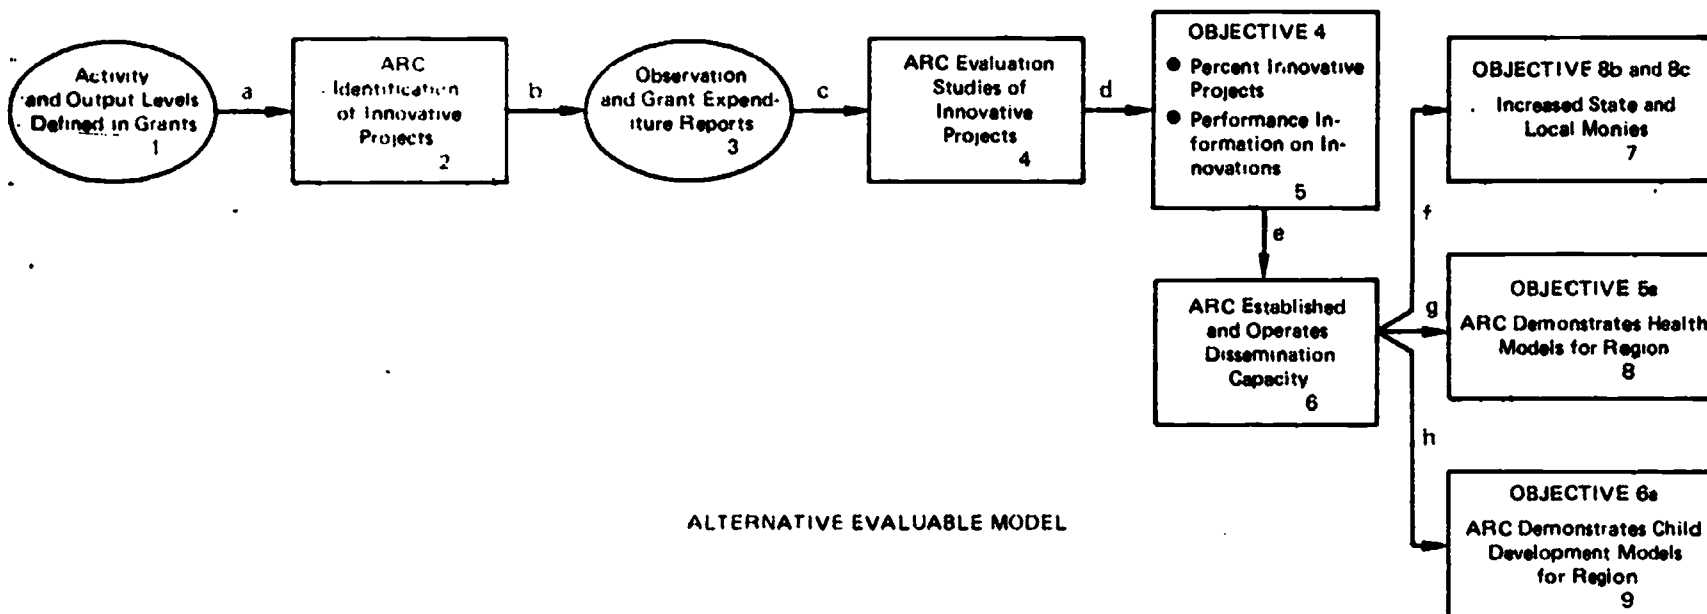 Activity
and Output Levels
Defined in Grants
1
a
ARC
Identification
of Innovative
Projects
2
b
Observation
and Grant Expend-
iture Reports
3
c
ARC Evaluation
Studies of
Innovative
Projects
4
d
OBJECTIVE 4
● Percent Innovative
Projects
● Performance In-
formation on In-
novations
5
e
ARC Established
and Operates
Dissemination
Capacity
6
f
OBJECTIVE 8b and 8c
Increased State and
Local Monies
7
g
OBJECTIVE 5a
ARC Demonstrates Health
Models for Region
8
h
OBJECTIVE 6a
ARC Demonstrates Child
Development Models
for Region
9
ALTERNATIVE EVALUABLE MODEL